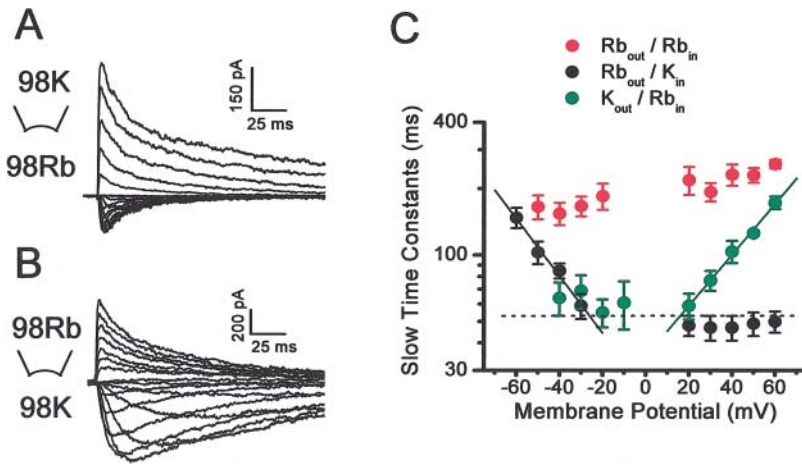 A
98K
98Rb
150 pA
25 ms
B
98Rb
98K
200 pA
25 ms
C
Rbout / Rbin
Rbout / Kin
Kout / Rbin
Slow Time Constants (ms)
400
100
30
-60 -40 -20 0 20 40 60
Membrane Potential (mV)